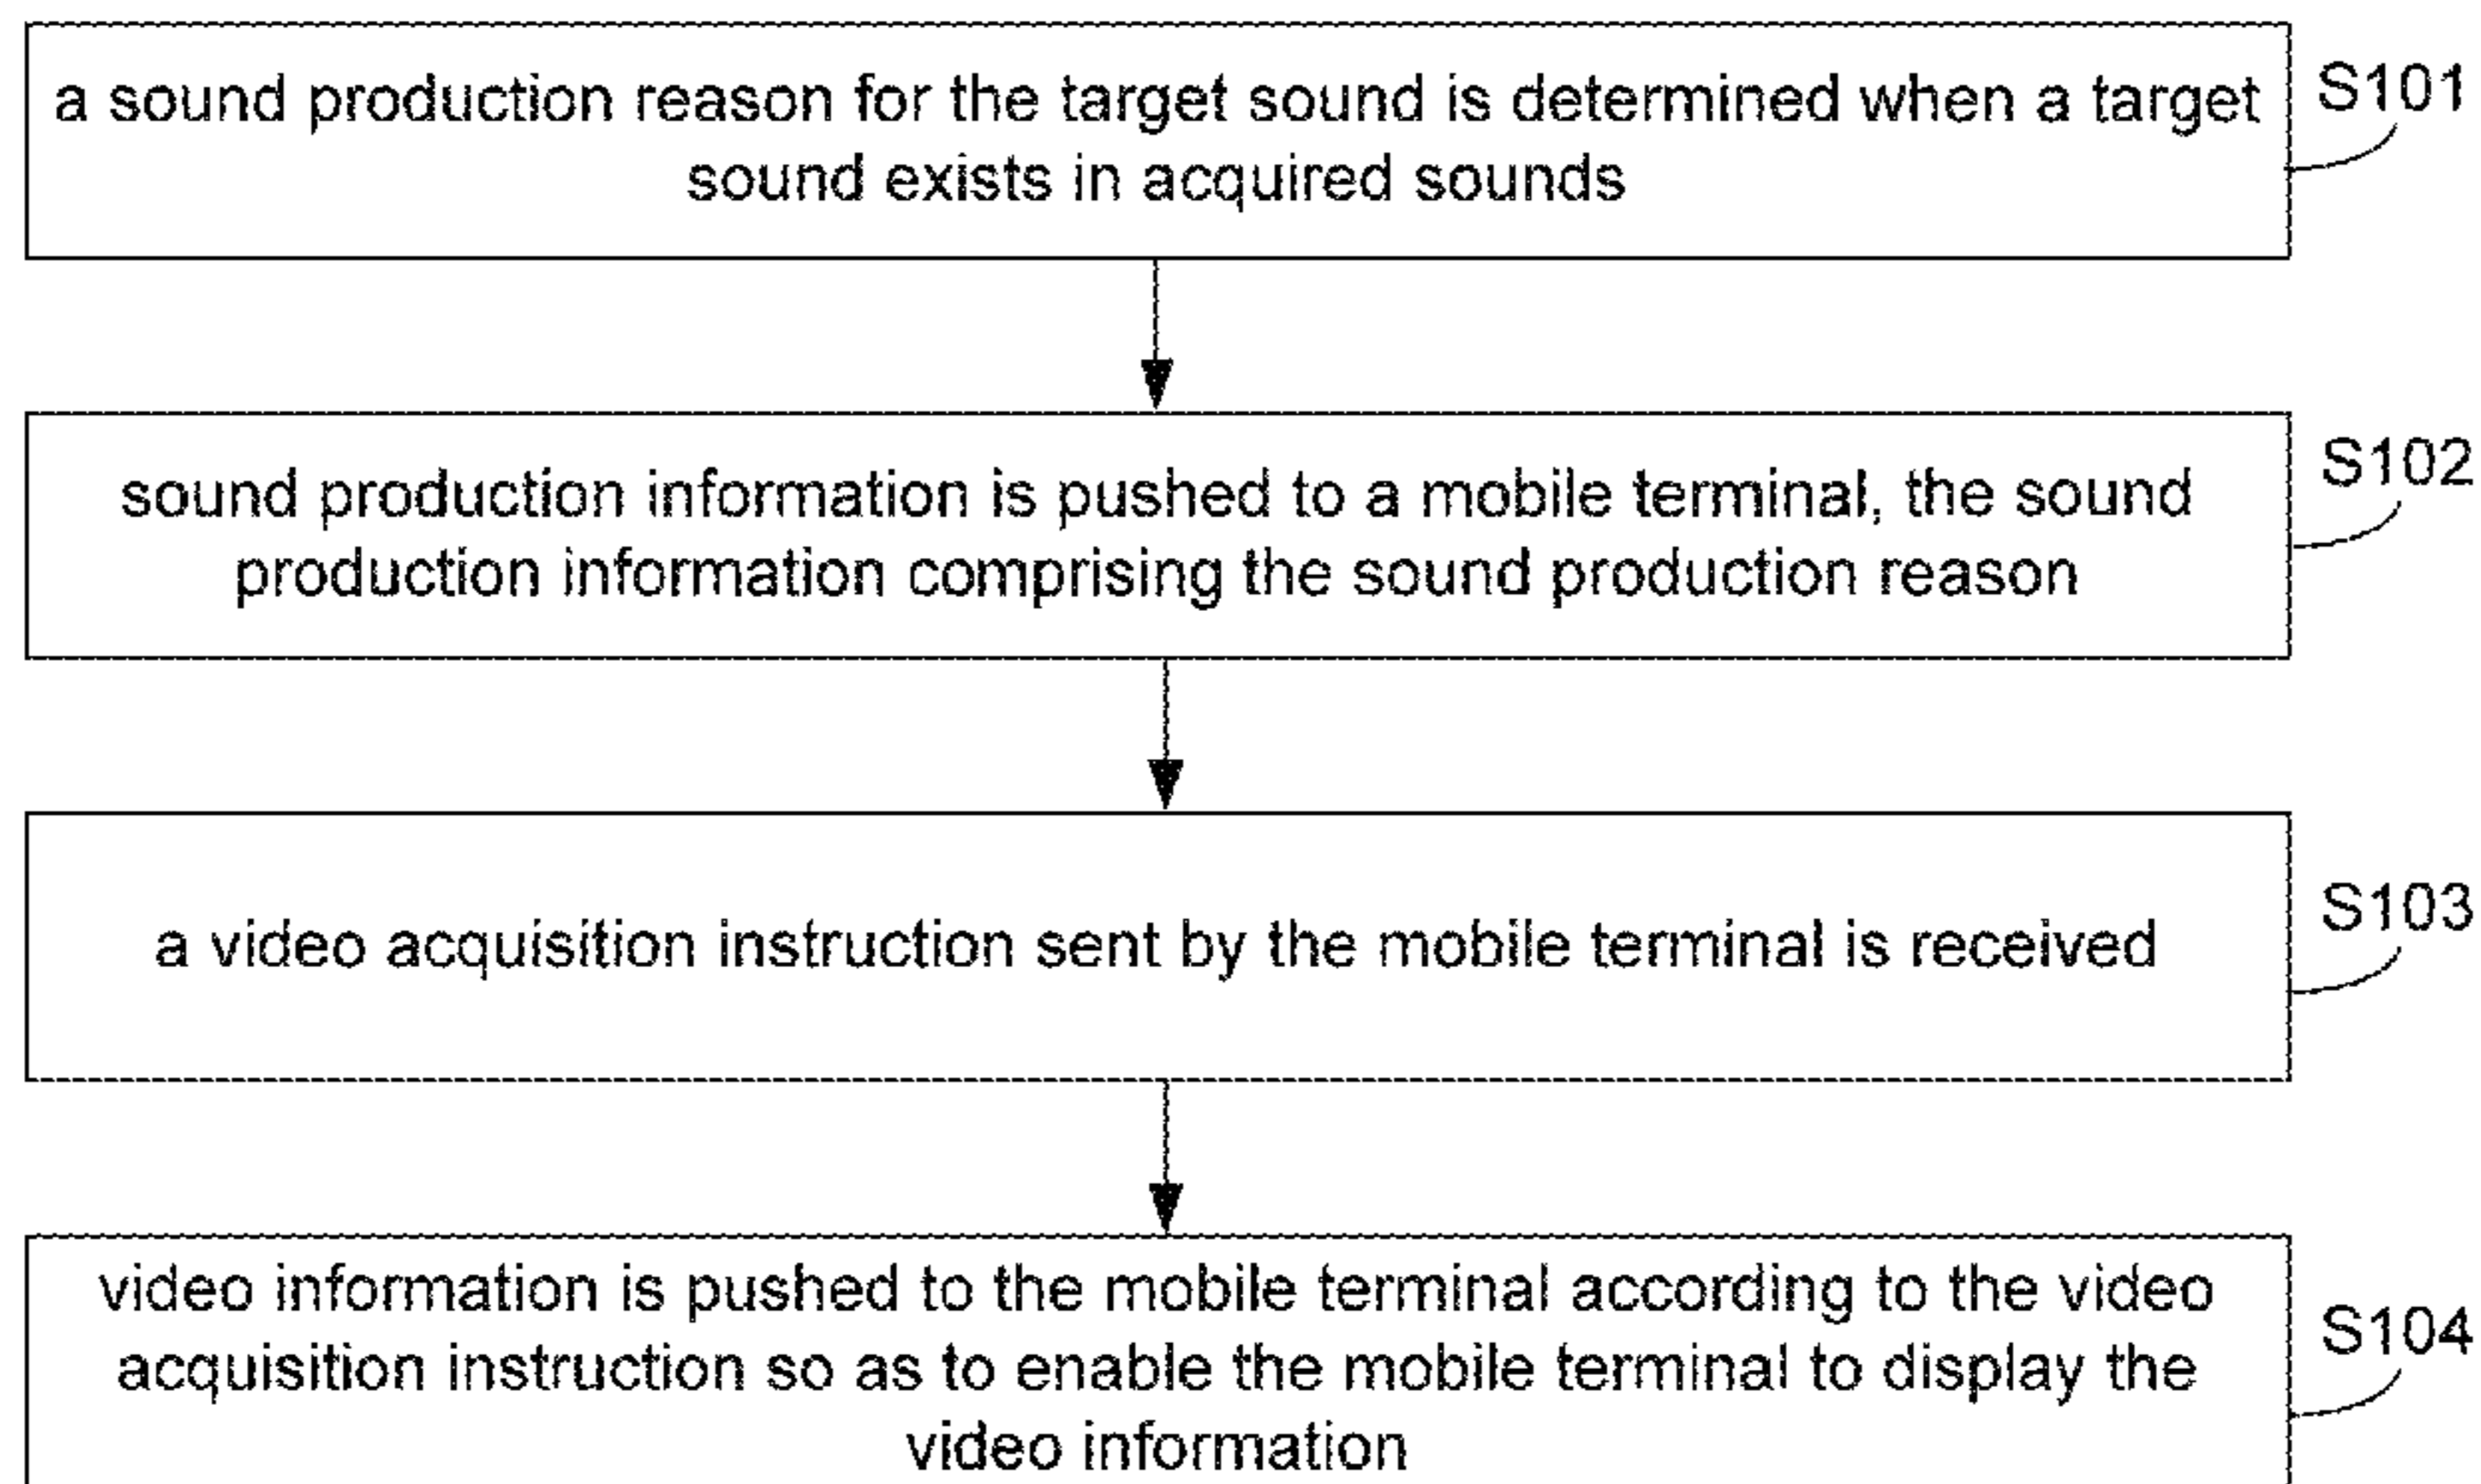 a sound production reason for the target sound is determined when a target
sound exists in acquired sounds
S101
sound production information is pushed to a mobile terminal, the sound
production information comprising the sound production reason
S102
a video acquisition instruction sent by the mobile terminal is received
S103
video information is pushed to the mobile terminal according to the video
acquisition instruction so as to enable the mobile terminal to display the
video information
S104